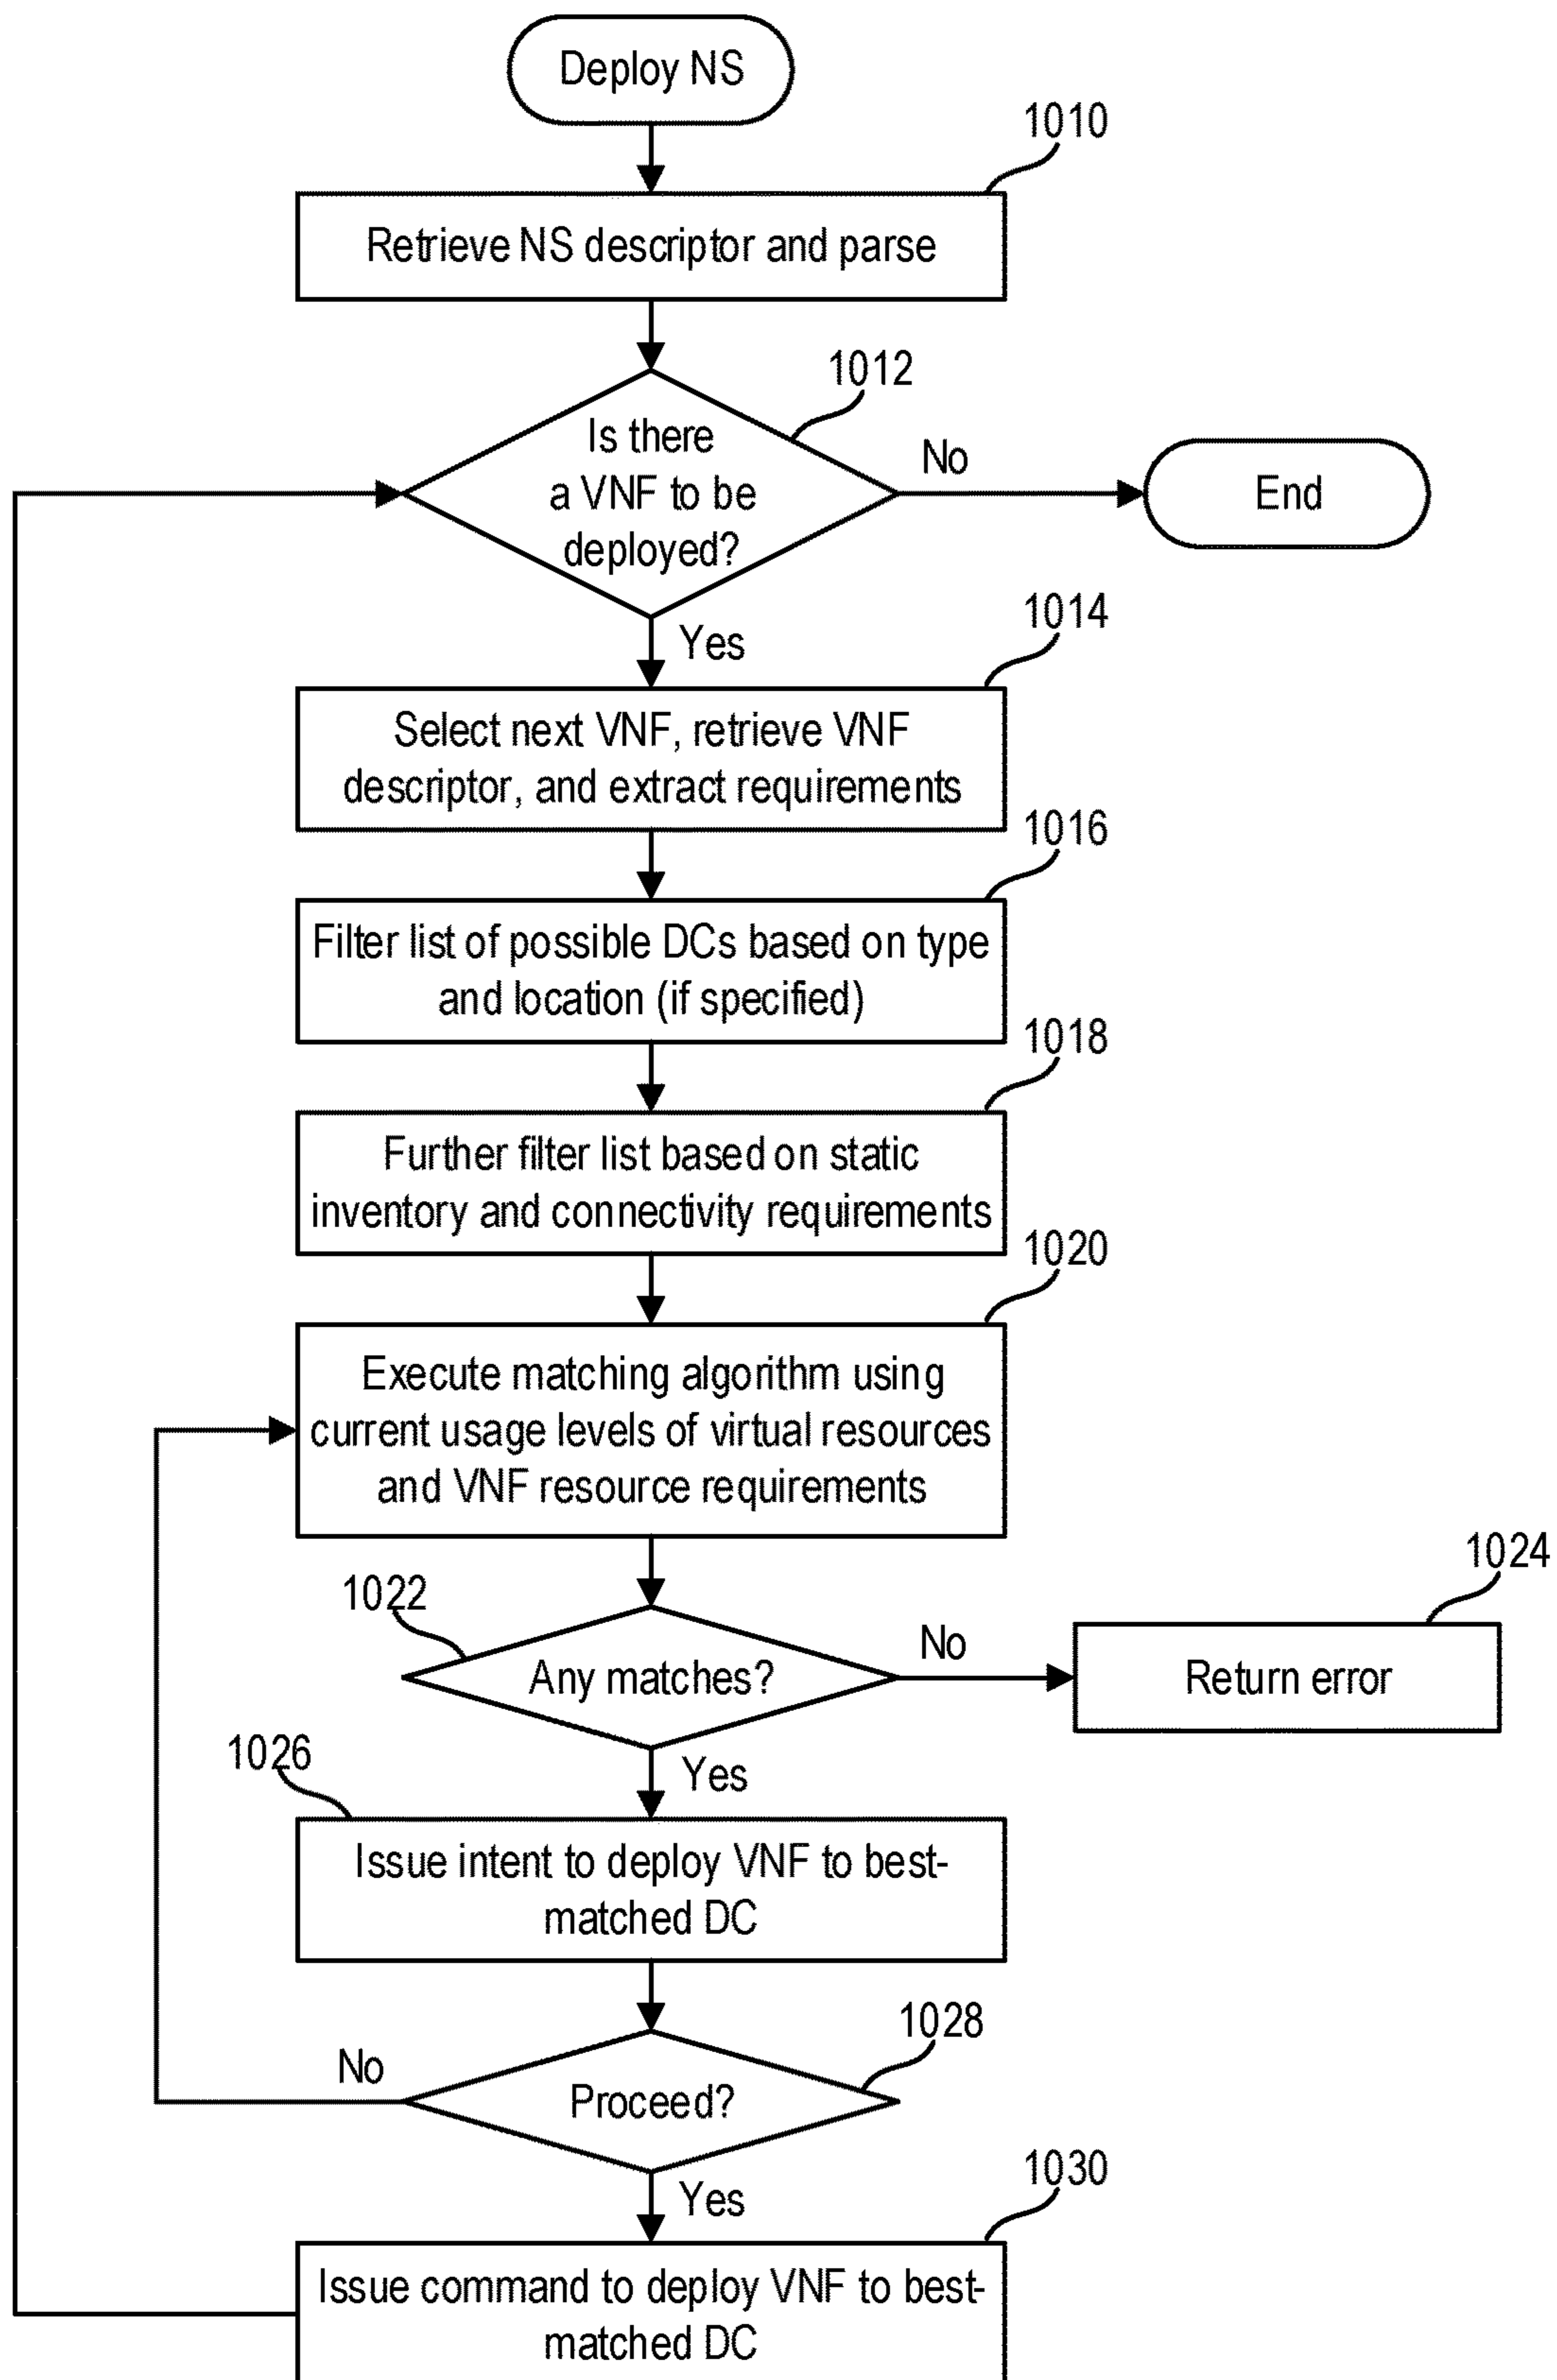 Deploy NS
1010
Retrieve NS descriptor and parse
1012
Is there
a VNF to be
deployed?
No
End
Yes
1014
Select next VNF, retrieve VNF
descriptor, and extract requirements
1016
Filter list of possible DCs based on type
and location (if specified)
1018
Further filter list based on static
inventory and connectivity requirements
1020
Execute matching algorithm using
current usage levels of virtual resources
and VNF resource requirements
1022
Any matches?
No
1024
Return error
Yes
1026
Issue intent to deploy VNF to best-
matched DC
1028
Proceed?
No
Yes
1030
Issue command to deploy VNF to best-
matched DC